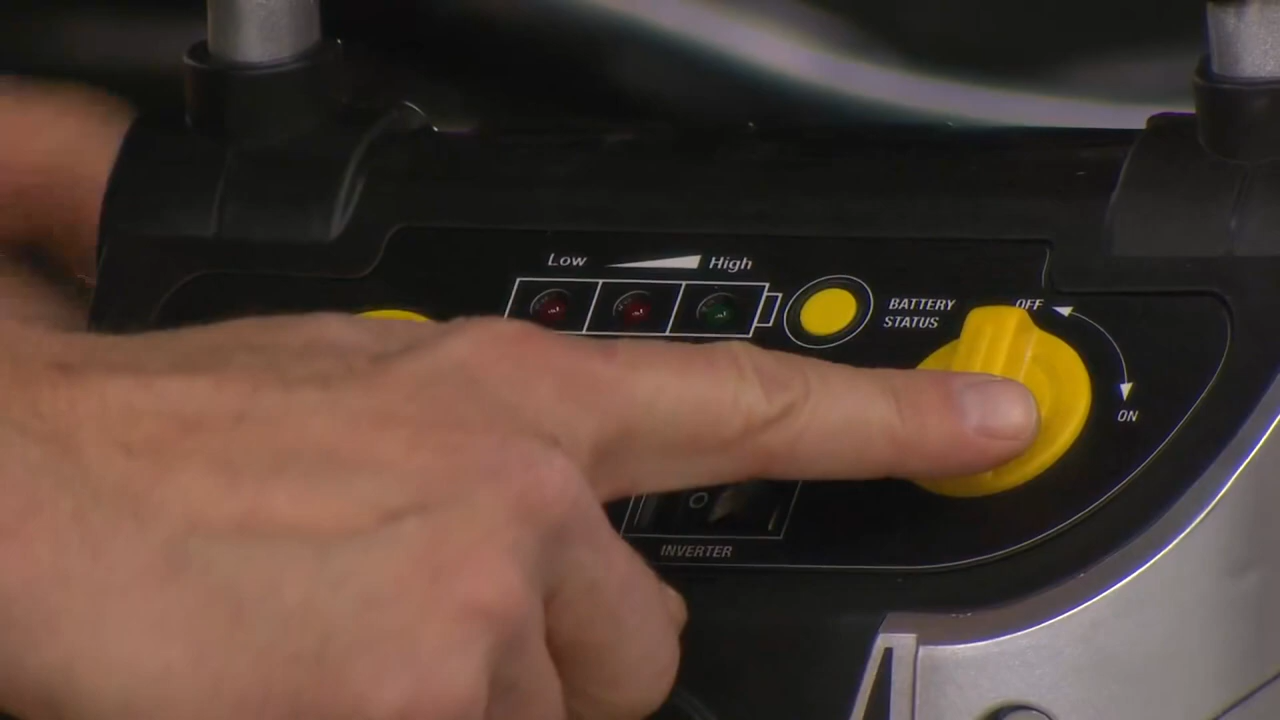 Low High
BATTERY
STATUS
OFF
ON
O
INVERTER